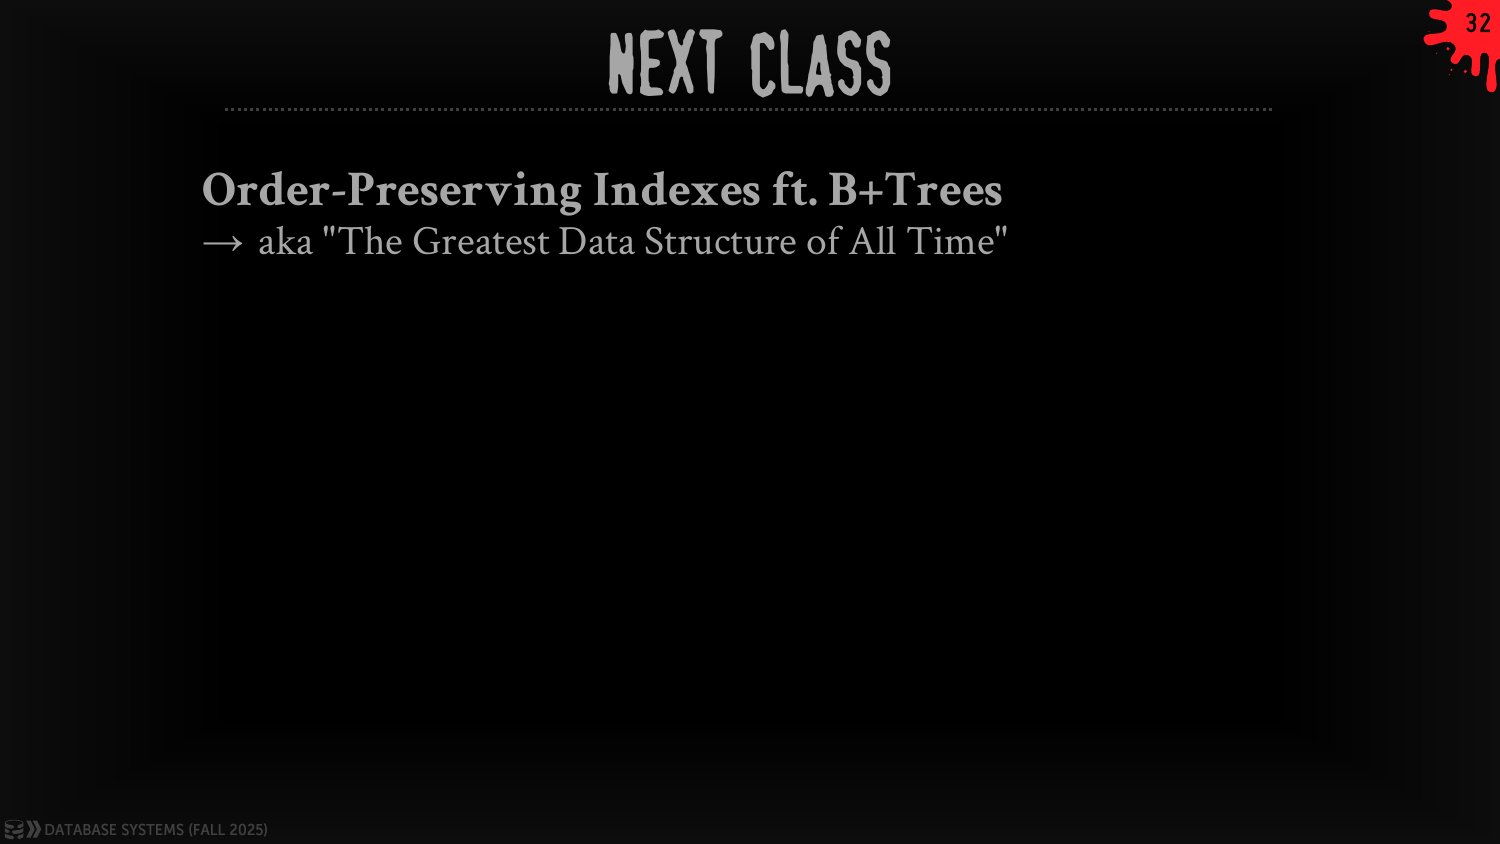 32
NEXT CLASS
Order-Preserving Indexes ft. B+Trees
→ aka "The Greatest Data Structure of All Time"
DATABASE SYSTEMS (FALL 2025)